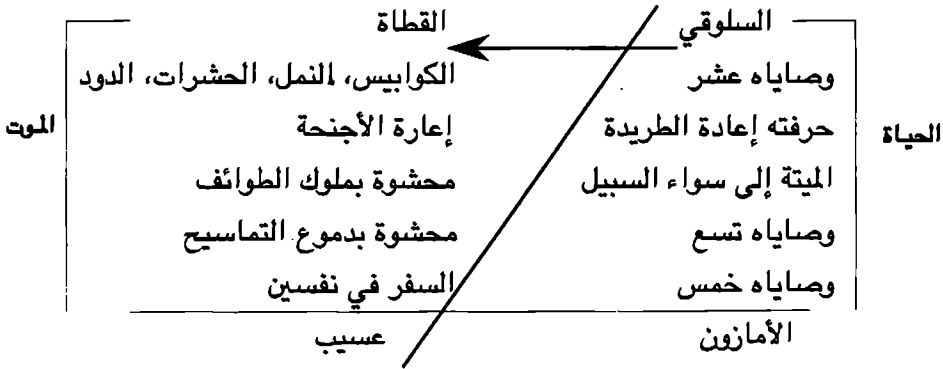 السلوقي القطاة
وصاياه عشر الكوابيس، النمل، الحشرات، الدود
حرفته إعادة الطريدة إعارة الأجنحة
الحياة الموت
الميتة إلى سواء السبيل محشوة بملوك الطوائف
وصاياه تسع محشوة بدموع التماسيح
وصاياه خمس السفر في نفسين
الأمازون عسيب